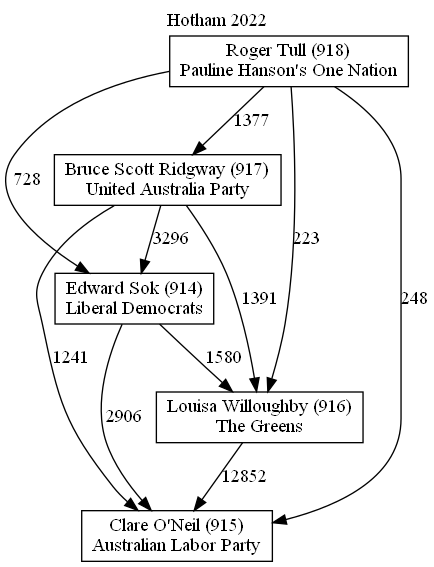 Hotham 2022
Roger Tull (918)
Pauline Hanson's One Nation
1377
Bruce Scott Ridgway (917)
United Australia Party
728
3296
223
Edward Sok (914)
Liberal Democrats
1391
248
1241
1580
2906
Louisa Willoughby (916)
The Greens
12852
Clare O'Neil (915)
Australian Labor Party